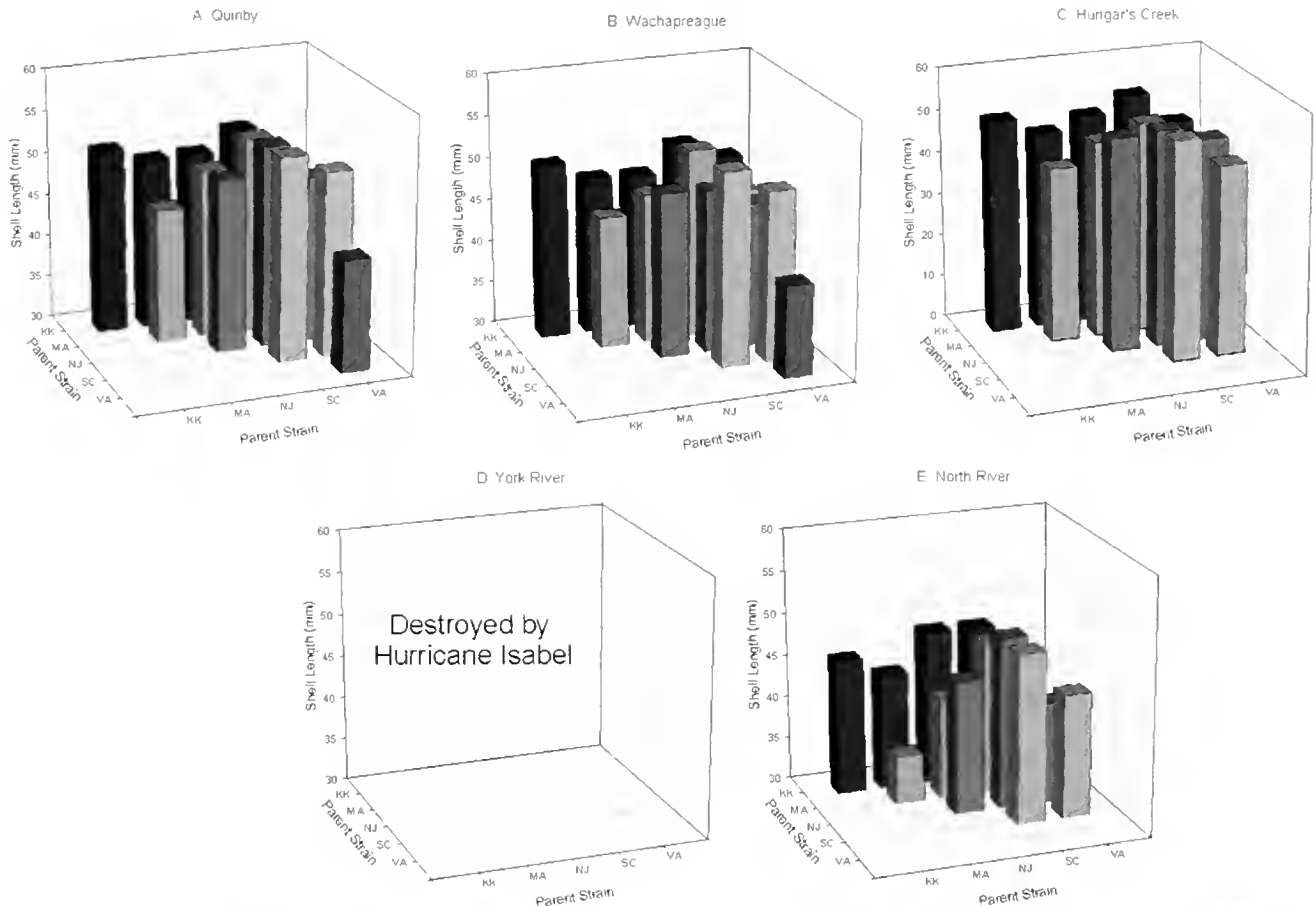 A Quinby
60
55
50
45
40
35
30
Shell Length (mm)
KK
MA
NJ
SC
VA
Parent Strain
KK
MA
NJ
SC
VA
Parent Strain
B Wachapreague
60
55
50
45
40
35
30
Shell Length (mm)
KK
MA
NJ
SC
VA
Parent Strain
KK
MA
NJ
SC
VA
Parent Strain
C Hungar's Creek
60
50
40
30
20
10
0
Shell Length (mm)
KK
MA
NJ
SC
VA
Parent Strain
KK
MA
NJ
SC
VA
Parent Strain
D York River
60
55
50
45
40
35
30
Shell Length (mm)
Destroyed by
Hurricane Isabel
KK
MA
NJ
SC
VA
Parent Strain
KK
MA
NJ
SC
VA
Parent Strain
E North River
60
55
50
45
40
35
30
Shell Length (mm)
KK
MA
NJ
SC
VA
Parent Strain
KK
MA
NJ
SC
VA
Parent Strain